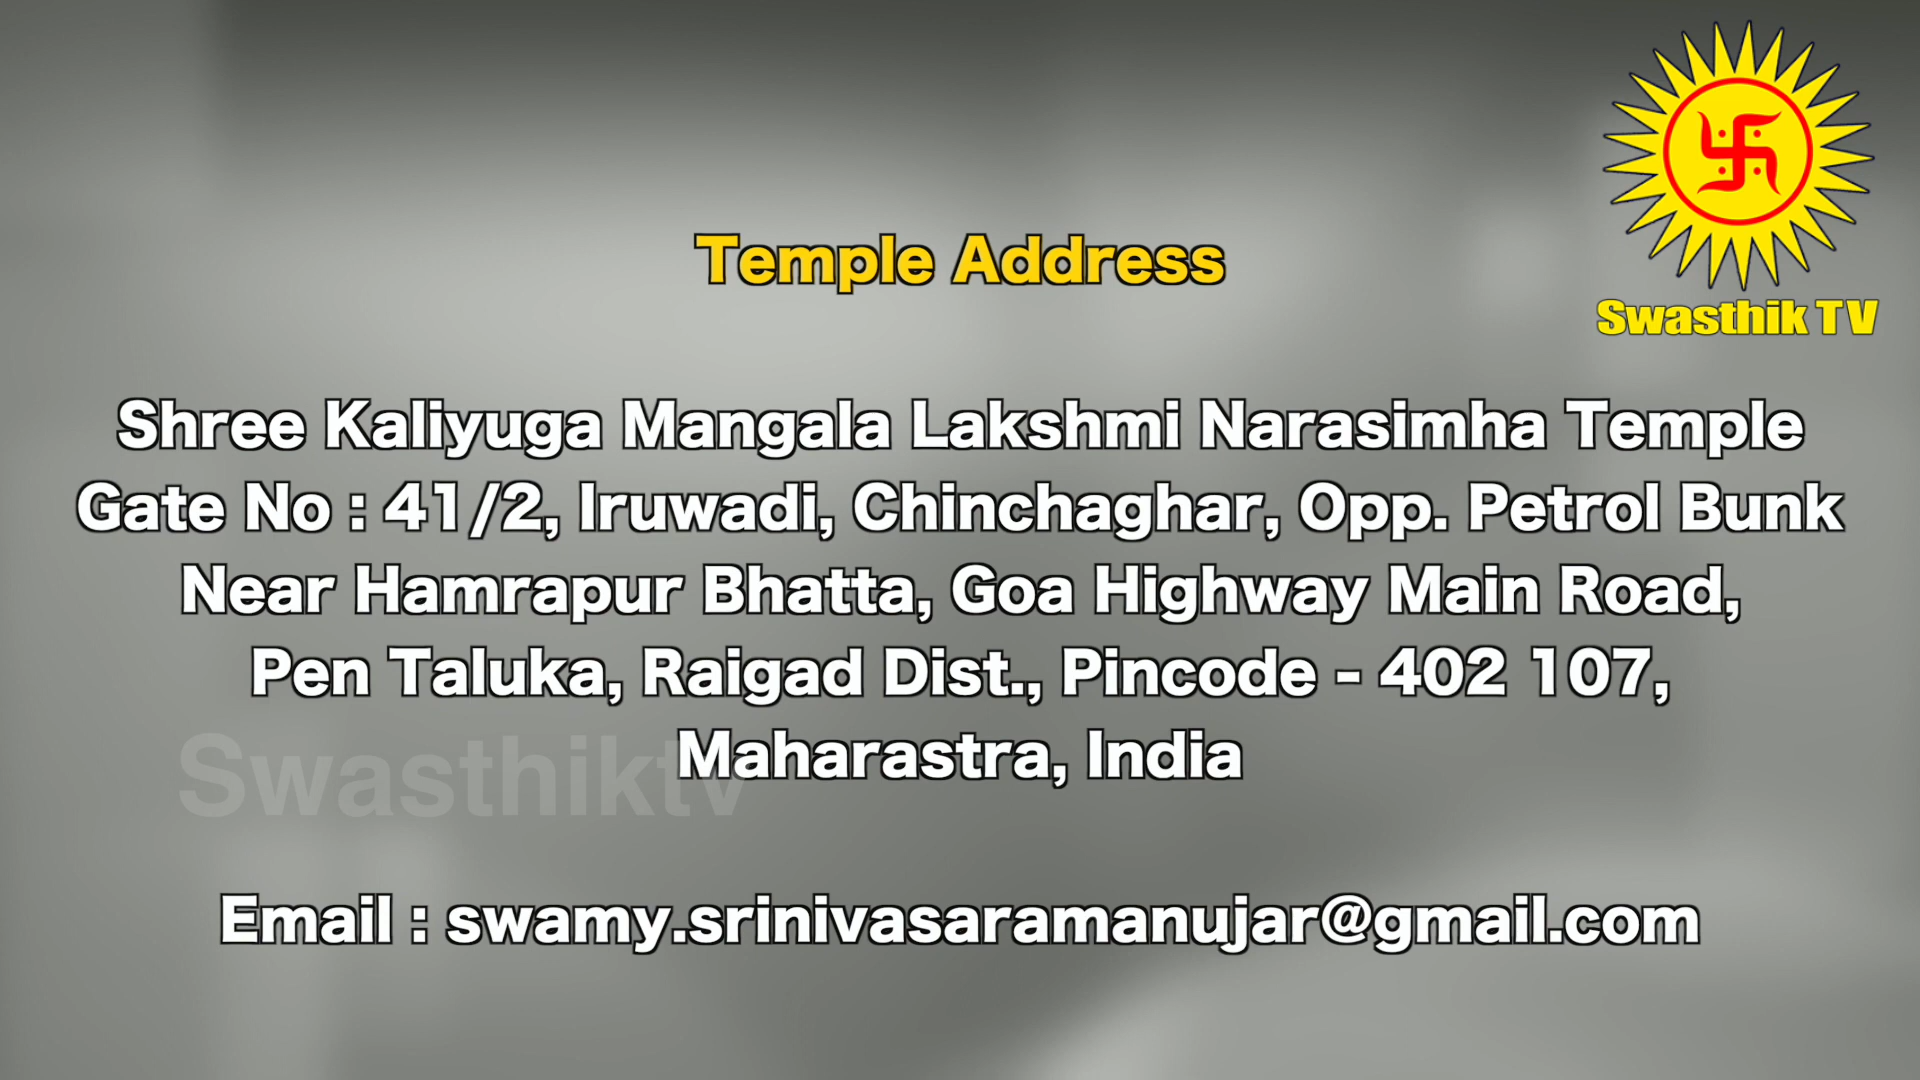 Swasthik TV
Temple Address
Shree Kaliyuga Mangala Lakshmi Narasimha Temple
Gate No : 41/2, Iruwadi, Chinchaghar, Opp. Petrol Bunk
Near Hamrapur Bhatta, Goa Highway Main Road,
Pen Taluka, Raigad Dist., Pincode - 402 107,
Maharastra, India
Swasthiktv
Email : swamy.srinivasaramanujar@gmail.com